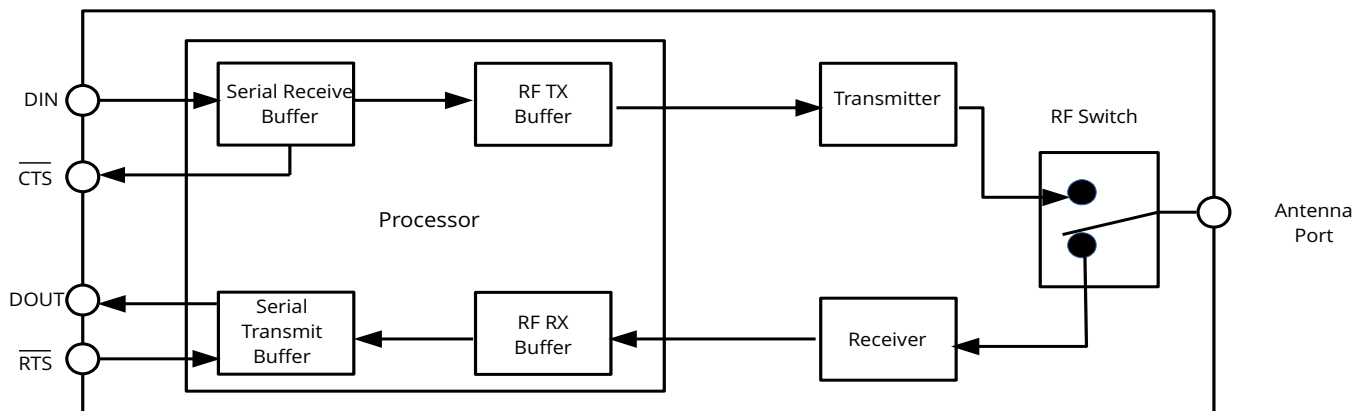 DIN
Serial Receive
Buffer
RF TX
Buffer
Transmitter
RF Switch
CTS
Processor
Antenna
Port
DOUT
Serial
Transmit
Buffer
RF RX
Buffer
Receiver
RTS